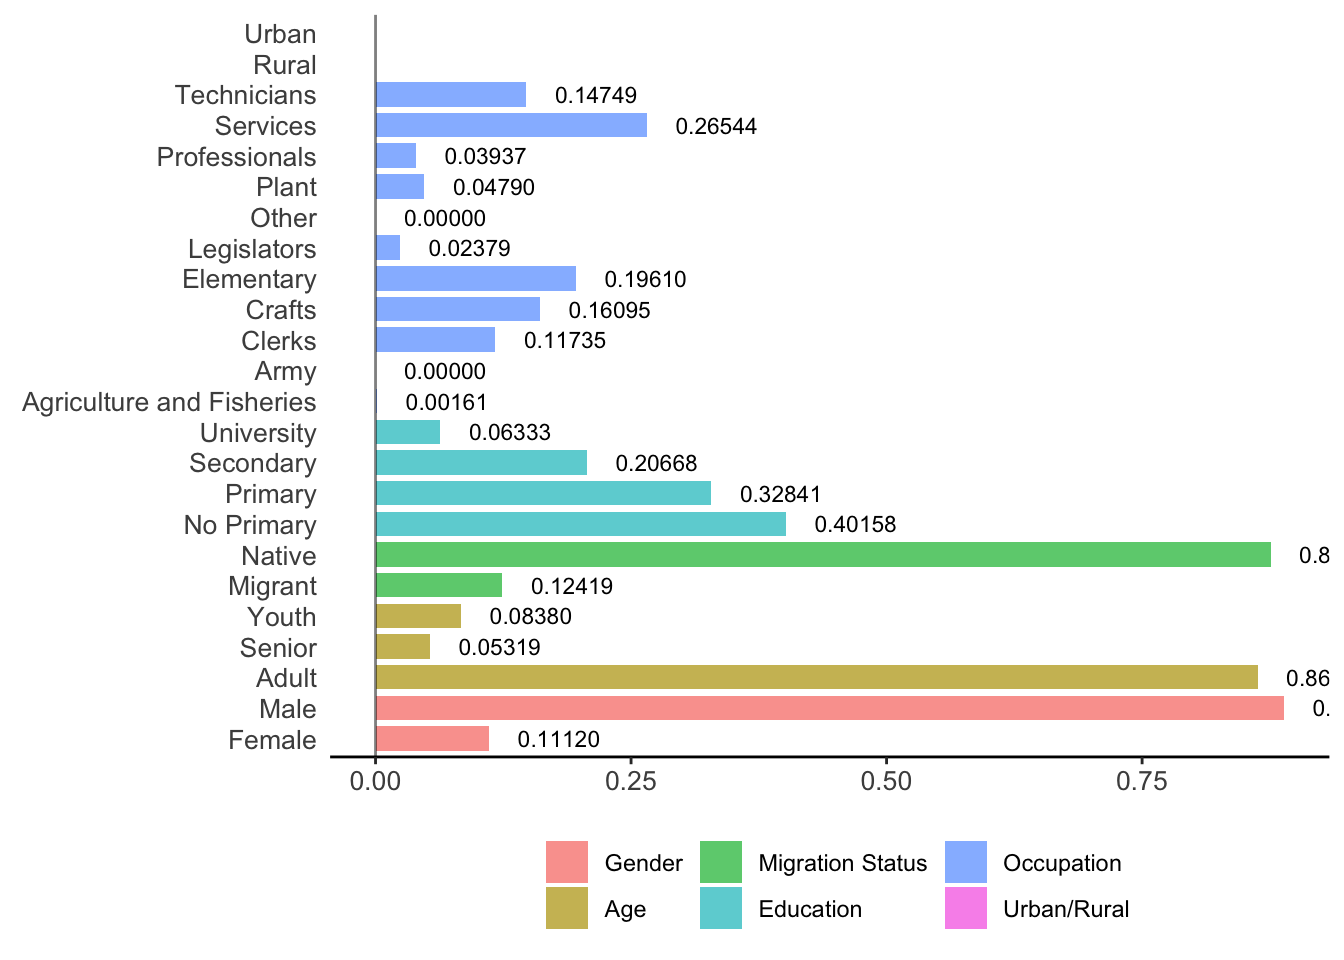 Urban
Rural
Technicians 0.14749
Services 0.26544
Professionals 0.03937
Plant 0.04790
Other 0.00000
Legislators 0.02379
Elementary 0.19610
Crafts 0.16095
Clerks 0.11735
Army 0.00000
Agriculture and Fisheries 0.00161
University 0.06333
Secondary 0.20668
Primary 0.32841
No Primary 0.40158
Native 0.8
Migrant 0.12419
Youth 0.08380
Senior 0.05319
Adult 0.86
Male 0.
Female 0.11120
0.00 0.25 0.50 0.75
Gender Migration Status Occupation
Age Education Urban/Rural